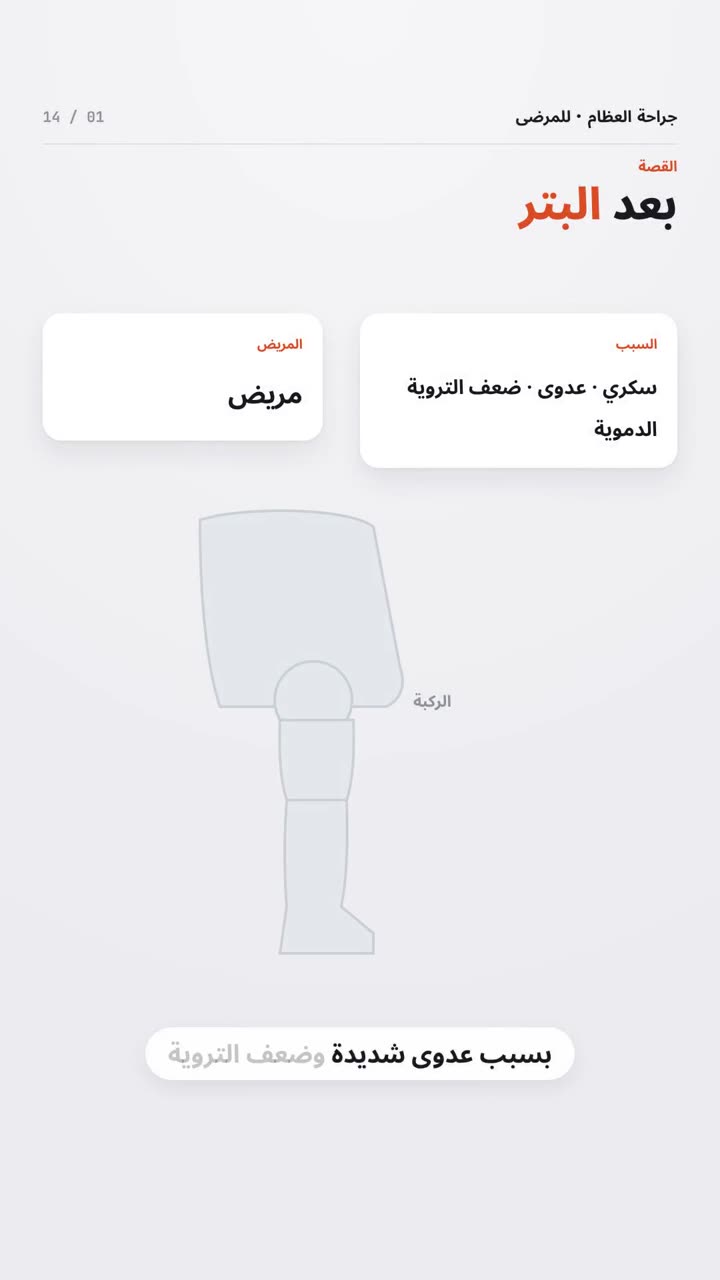 جراحة العظام · للمرضى
14 / 01
القصة
بعد البتر
السبب
سكري · عدوى · ضعف التروية
الدموية
المريض
مريض
الركبة
بسبب عدوى شديدة وضعف التروية